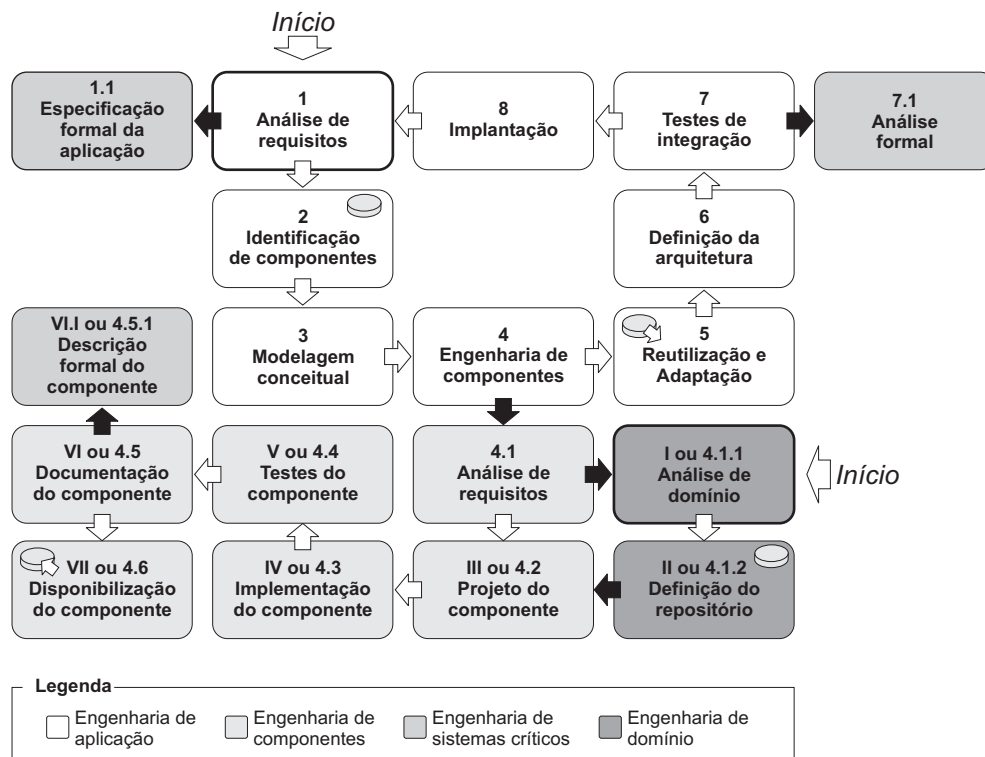 Início
1.1
Especificação
formal da
aplicação
1
Análise de
requisitos
8
Implantação
7
Testes de
integração
7.1
Análise
formal
2
Identificação
de componentes
6
Definição da
arquitetura
VI.I ou 4.5.1
Descrição
formal do
componente
3
Modelagem
conceitual
4
Engenharia de
componentes
5
Reutilização e
Adaptação
VI ou 4.5
Documentação
do componente
V ou 4.4
Testes do
componente
4.1
Análise de
requisitos
I ou 4.1.1
Análise de
domínio
Início
VII ou 4.6
Disponibilização
do componente
IV ou 4.3
Implementação
do componente
III ou 4.2
Projeto do
componente
II ou 4.1.2
Definição do
repositório
Legenda
Engenharia de
aplicação
Engenharia de
componentes
Engenharia de
sistemas críticos
Engenharia de
domínio